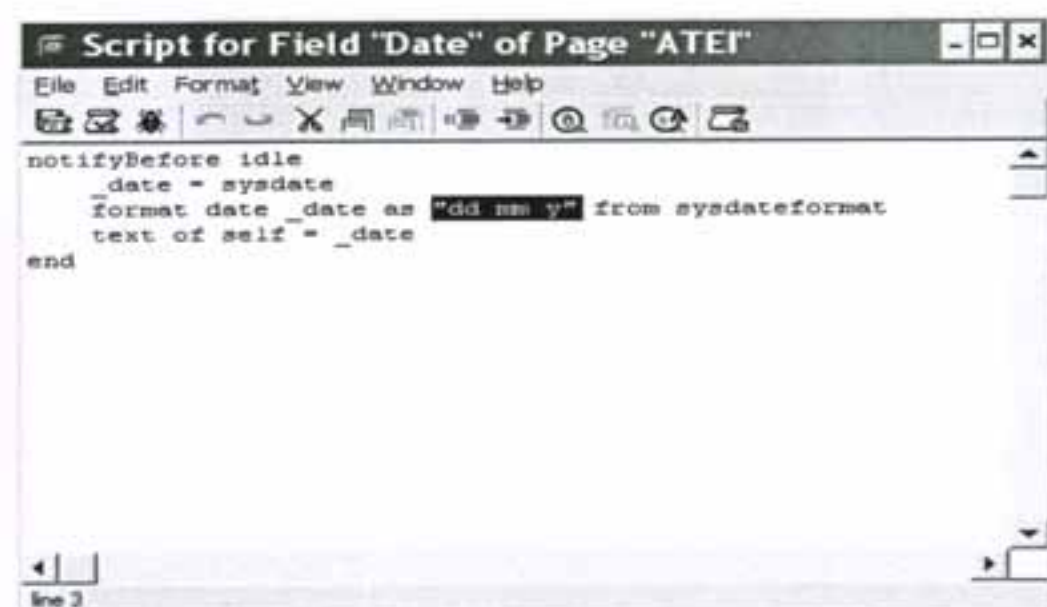 Script for Field "Date" of Page "ATEI"
File Edit Format View Window Help
notifyBefore idle
_date = sysdate
format date _date as "dd mm y" from sysdateformat
text of self = _date
end
line 3